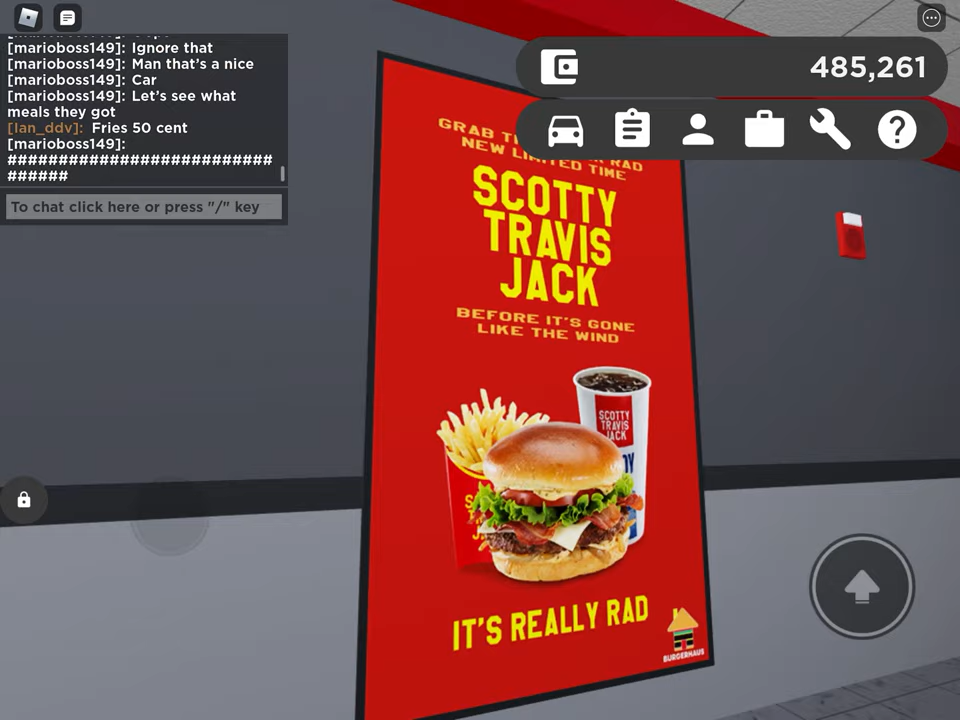 [marioboss149]: Ignore that
[marioboss149]: Man that's a nice
[marioboss149]: Car
[marioboss149]: Let's see what
meals they got
[Ian_ddv]: Fries 50 cent
[marioboss149]:
##########################
######
To chat click here or press "/" key
485,261
?
GRAB RAD
NEW LIMITED TIME
SCOTTY
TRAVIS
JACK
BEFORE IT'S GONE
LIKE THE WIND
SCOTTY
TRAVIS
JACK
IT'S REALLY RAD
BURGERHAUS